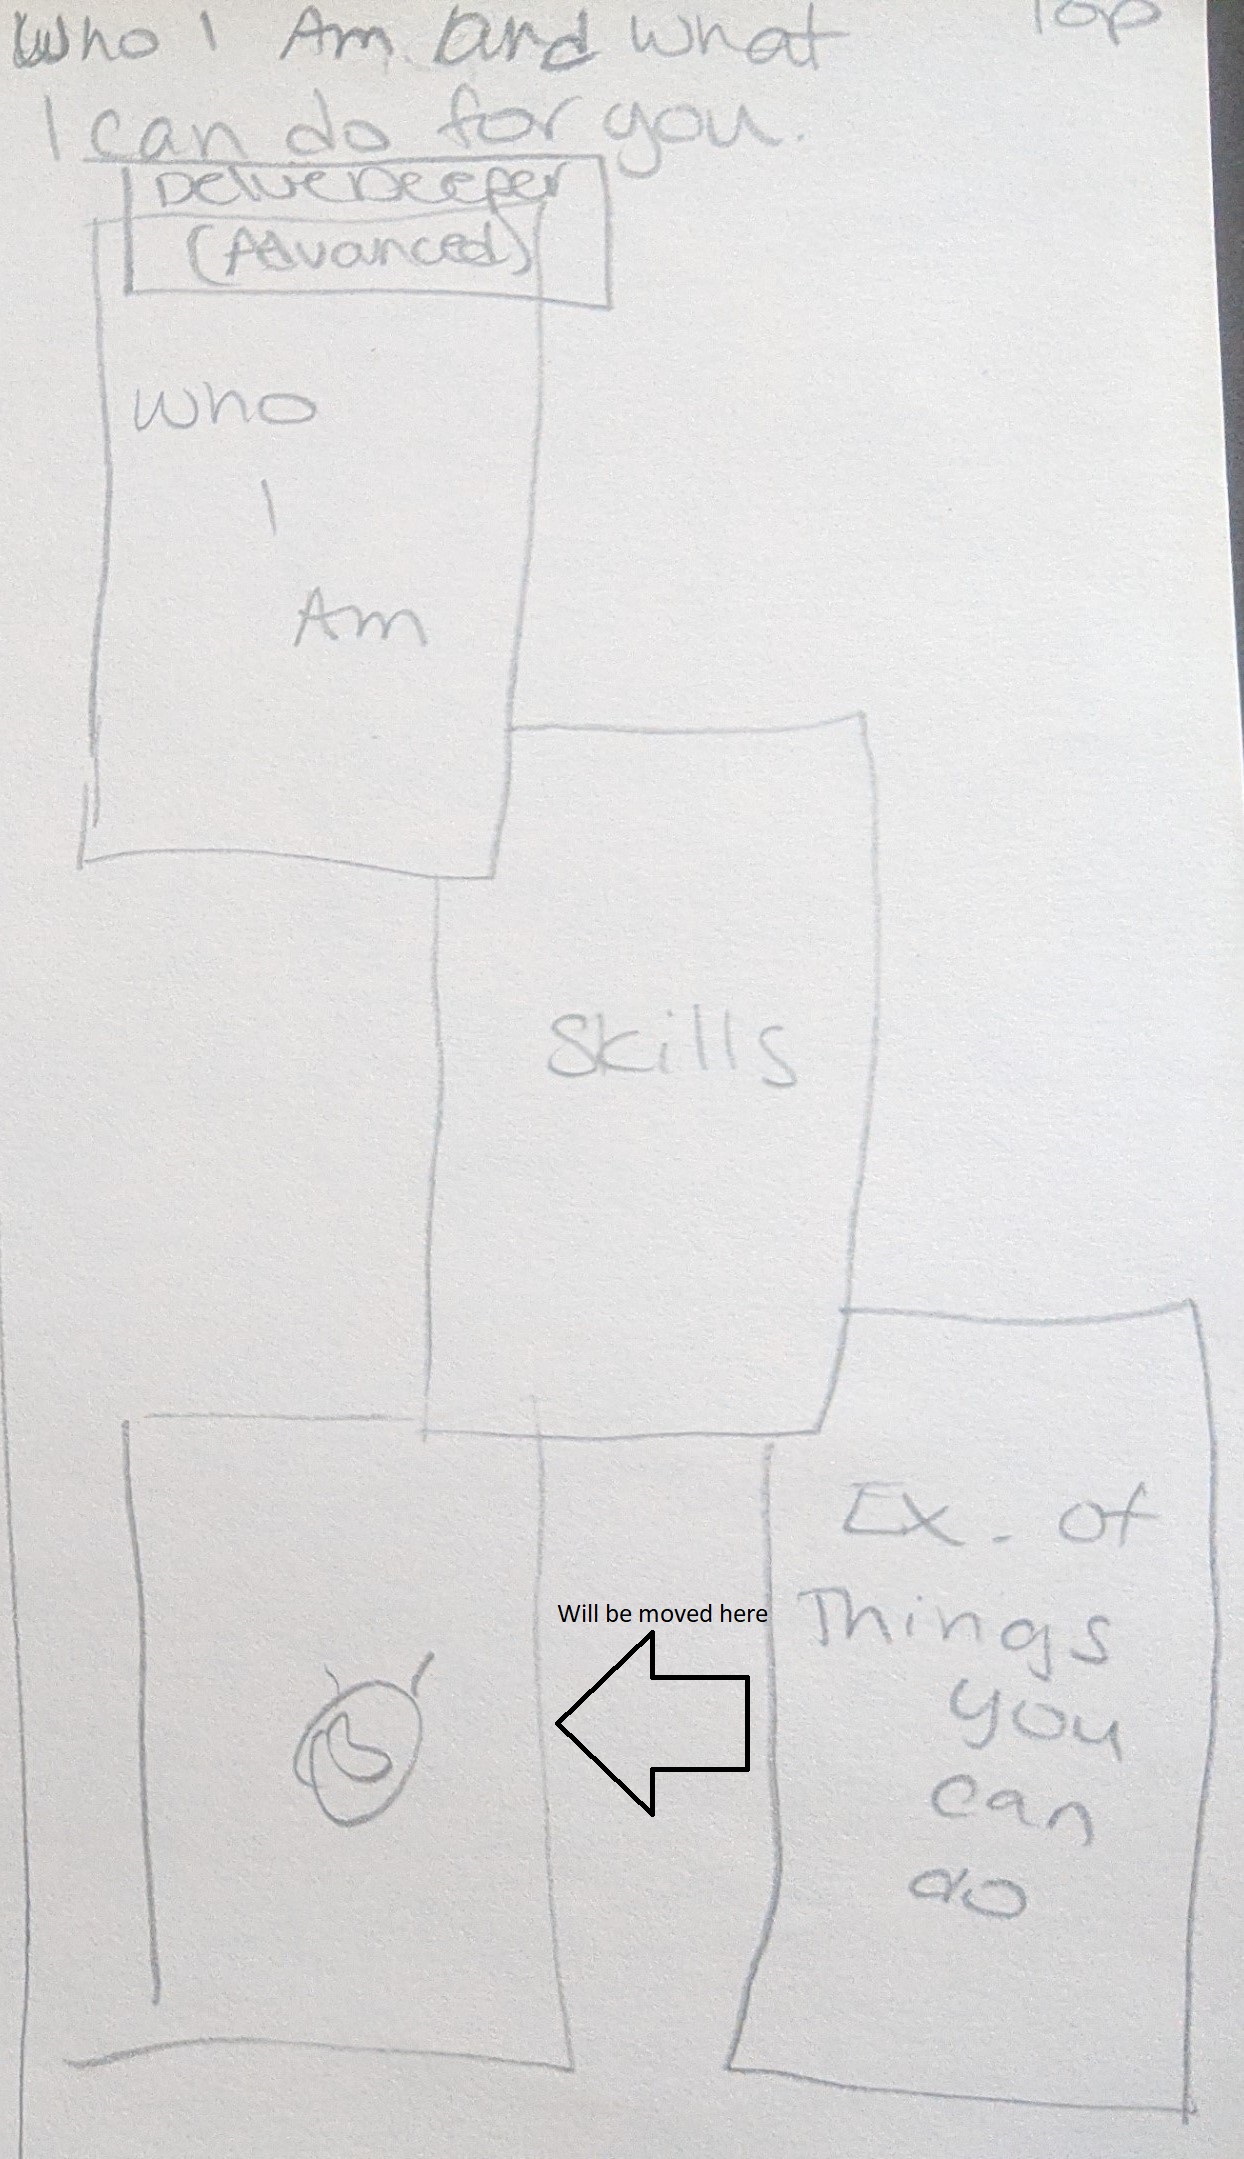 Who I Am and what
Top
I can do for you.
Delve Deeper
(Advanced)
Who
I
Am
Skills
Ex. of
Things
you
can
do
Will be moved here